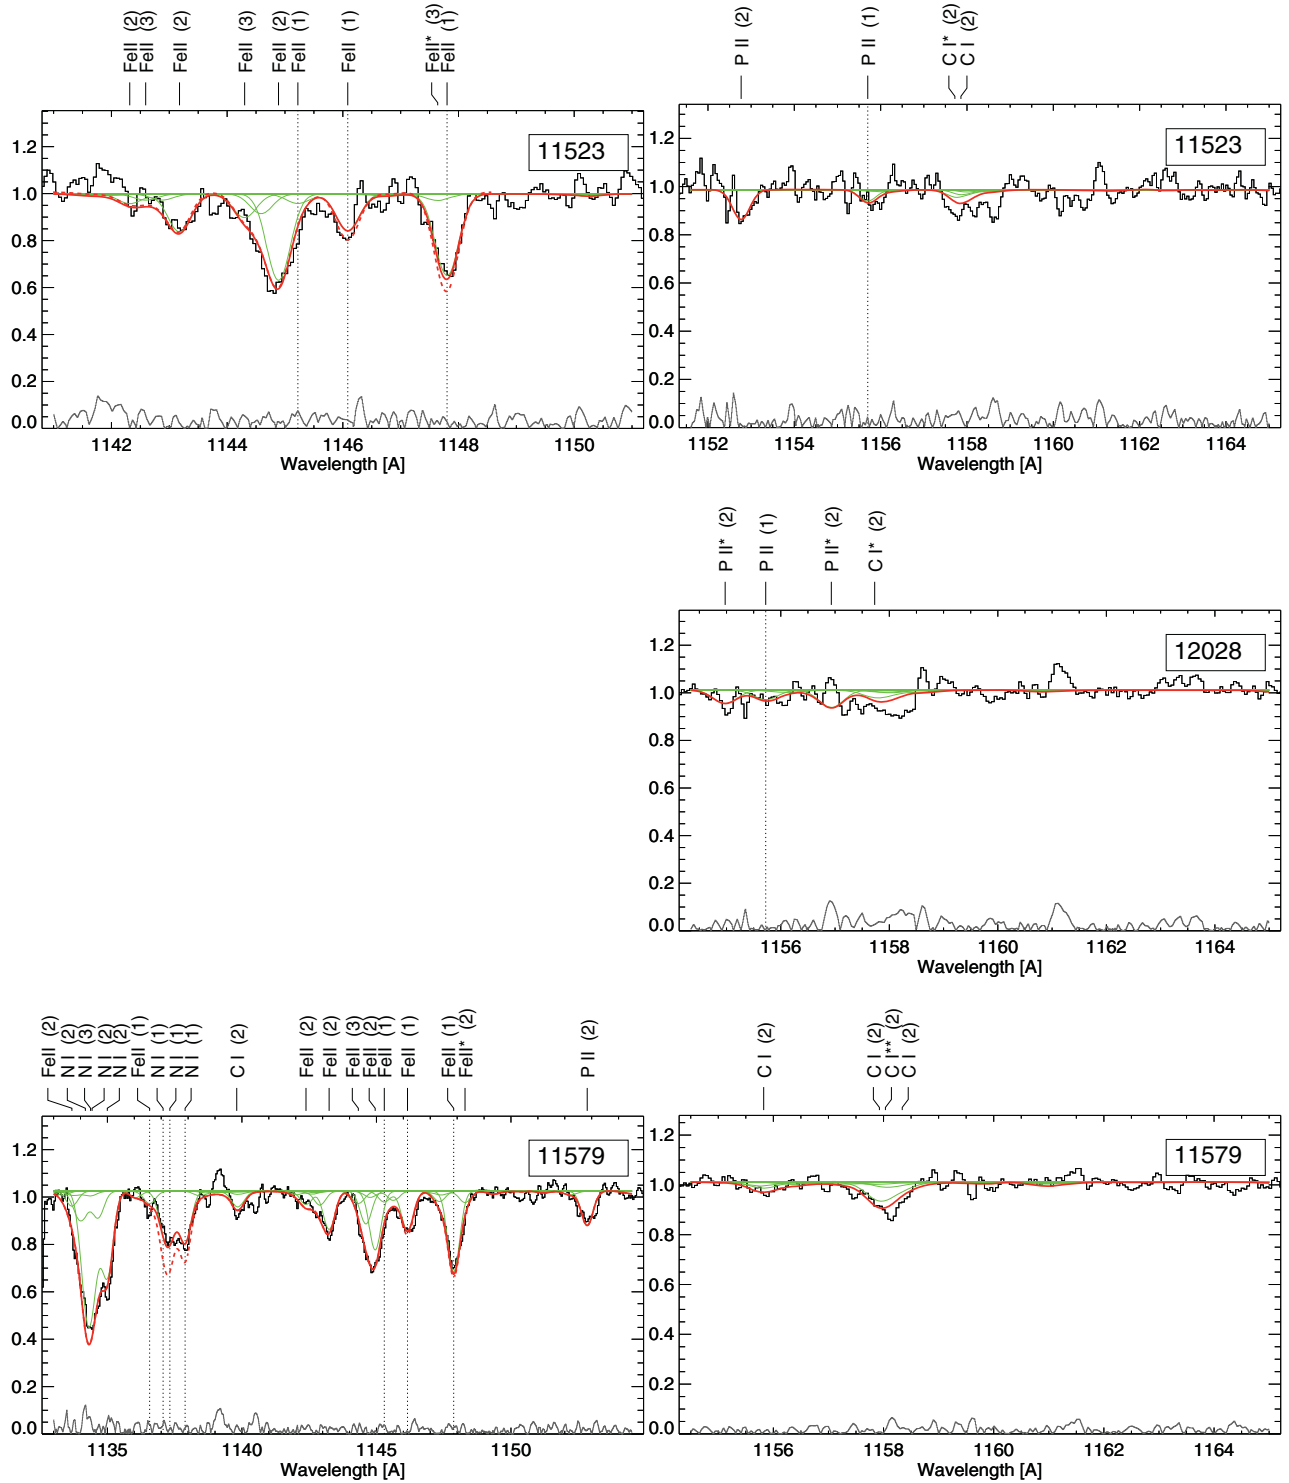 FeII (2)
FeII (3)
FeII (2)
FeII (3)
FeII (2)
FeII (1)
FeII (1)
FeII* (3)
FeII (1)
11523
1.2
1.0
0.8
0.6
0.4
0.2
0.0
1142 1144 1146 1148 1150
Wavelength [A]
P II (2)
P II (1)
C I* (2)
C I (2)
11523
1.2
1.0
0.8
0.6
0.4
0.2
0.0
1152 1154 1156 1158 1160 1162 1164
Wavelength [A]
P II* (2)
P II (1)
P II* (2)
C I* (2)
12028
1.2
1.0
0.8
0.6
0.4
0.2
0.0
1156 1158 1160 1162 1164
Wavelength [A]
FeII (2)
N I (2)
N I (3)
N I (2)
N I (2)
FeII (1)
N I (1)
N I (1)
N I (1)
C I (2)
FeII (2)
FeII (2)
FeII (3)
FeII (2)
FeII (1)
FeII (1)
FeII (1)
FeII* (2)
P II (2)
11579
1.2
1.0
0.8
0.6
0.4
0.2
0.0
1135 1140 1145 1150
Wavelength [A]
C I (2)
C I (2)
C I** (2)
C I (2)
11579
1.2
1.0
0.8
0.6
0.4
0.2
0.0
1156 1158 1160 1162 1164
Wavelength [A]